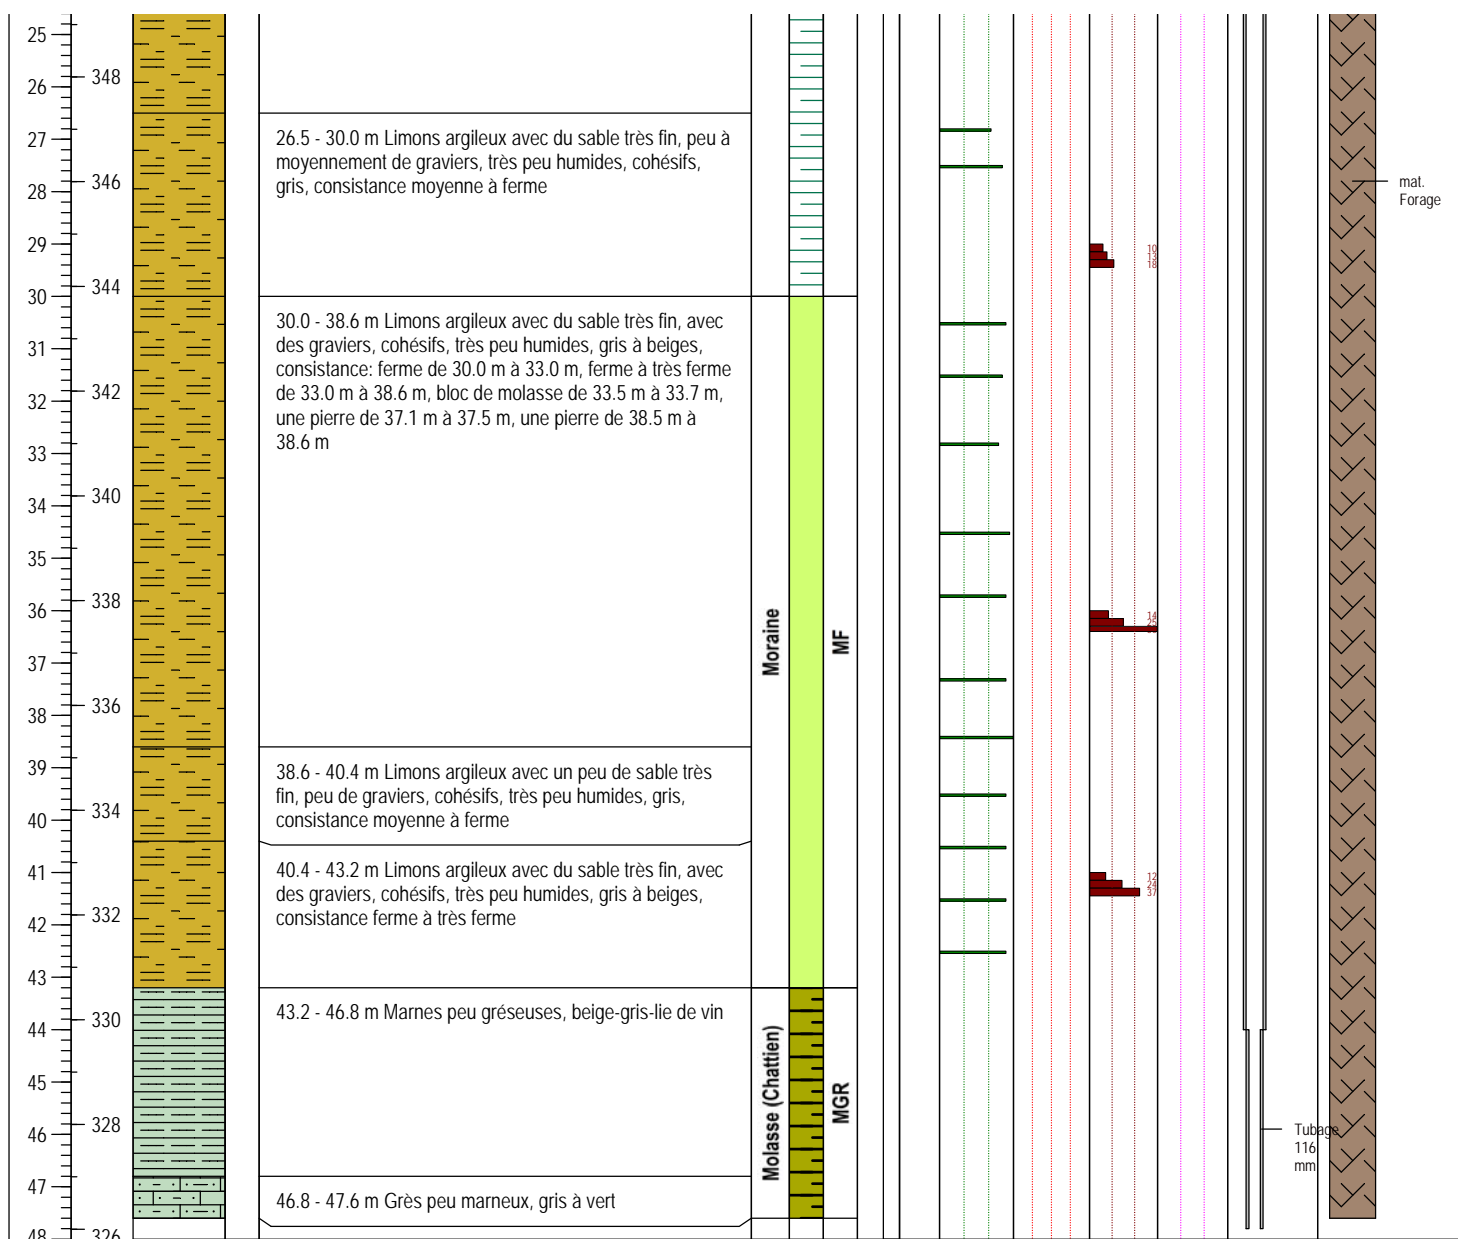 25
26
27
28
29
30
31
32
33
34
35
36
37
38
39
40
41
42
43
44
45
46
47
48
348
346
344
342
340
338
336
334
332
330
328
326
26.5 - 30.0 m Limons argileux avec du sable très fin, peu à
moyennement de graviers, très peu humides, cohésifs,
gris, consistance moyenne à ferme
30.0 - 38.6 m Limons argileux avec du sable très fin, avec
des graviers, cohésifs, très peu humides, gris à beiges,
consistance: ferme de 30.0 m à 33.0 m, ferme à très ferme
de 33.0 m à 38.6 m, bloc de molasse de 33.5 m à 33.7 m,
une pierre de 37.1 m à 37.5 m, une pierre de 38.5 m à
38.6 m
38.6 - 40.4 m Limons argileux avec un peu de sable très
fin, peu de graviers, cohésifs, très peu humides, gris,
consistance moyenne à ferme
40.4 - 43.2 m Limons argileux avec du sable très fin, avec
des graviers, cohésifs, très peu humides, gris à beiges,
consistance ferme à très ferme
43.2 - 46.8 m Marnes peu gréseuses, beige-gris-lie de vin
46.8 - 47.6 m Grès peu marneux, gris à vert
Moraine
Molasse (Chattien)
MF
MGR
10
13
18
14
25
12
24
37
Tubage
116
mm
mat.
Forage